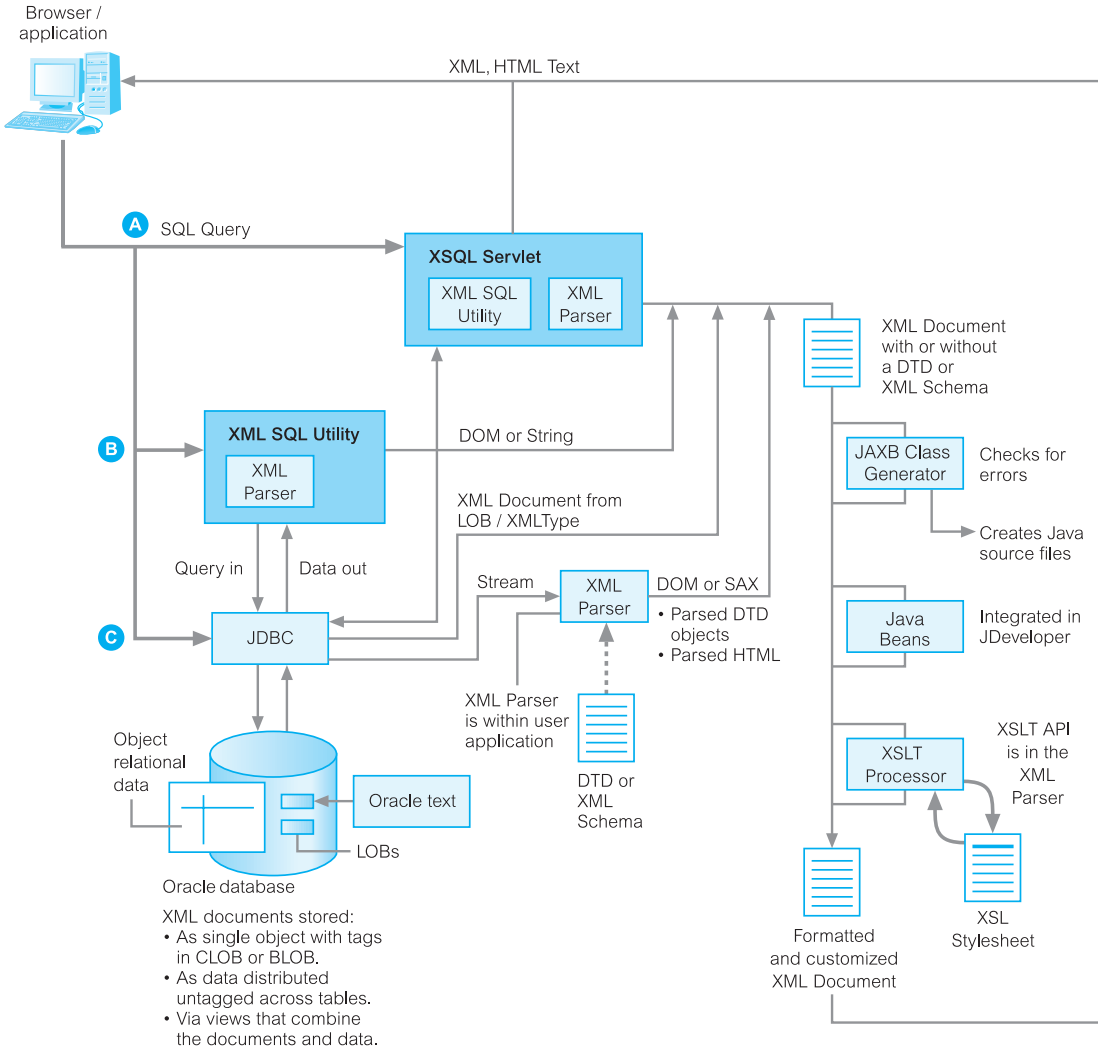 Browser /
application
XML, HTML Text
A
SQL Query
XSQL Servlet
XML SQL
Utility
XML
Parser
XML Document
with or without
a DTD or
XML Schema
B
XML SQL Utility
XML
Parser
DOM or String
JAXB Class
Generator
Checks for
errors
XML Document from
LOB / XMLType
Creates Java
source files
Query in
Data out
Stream
XML
Parser
DOM or SAX
• Parsed DTD
objects
• Parsed HTML
C
JDBC
Java
Beans
Integrated in
JDeveloper
XML Parser
is within user
application
Object
relational
data
XSLT
Processor
XSLT API
is in the
XML
Parser
Oracle text
DTD or
XML
Schema
LOBs
Oracle database
XML documents stored:
• As single object with tags
in CLOB or BLOB.
• As data distributed
untagged across tables.
• Via views that combine
the documents and data.
Formatted
and customized
XML Document
XSL
Stylesheet